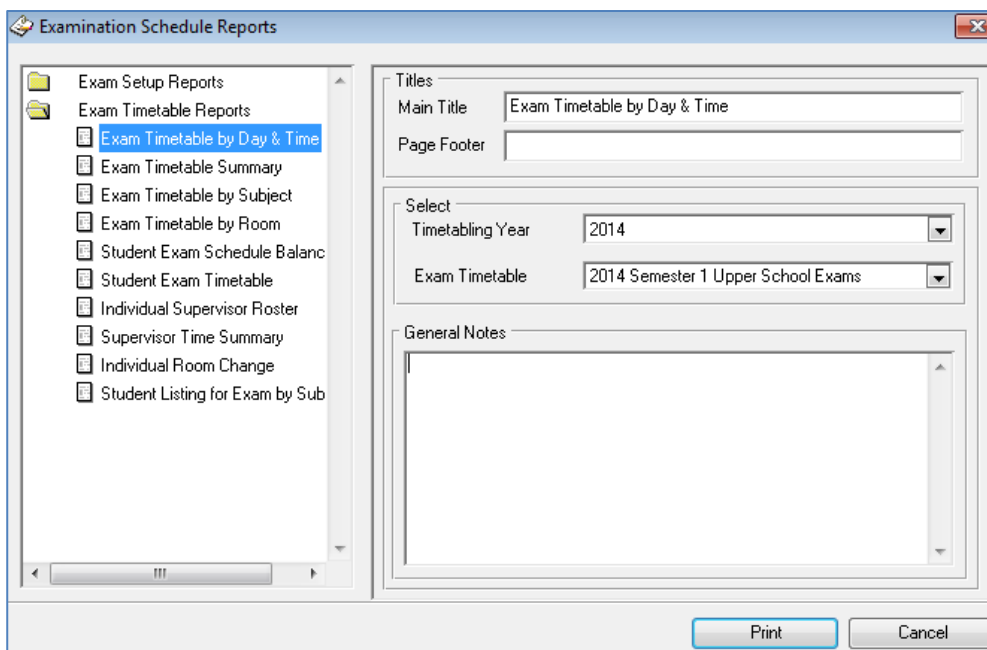 Examination Schedule Reports
Exam Setup Reports
Exam Timetable Reports
Exam Timetable by Day & Time
Exam Timetable Summary
Exam Timetable by Subject
Exam Timetable by Room
Student Exam Schedule Balanc
Student Exam Timetable
Individual Supervisor Roster
Supervisor Time Summary
Individual Room Change
Student Listing for Exam by Sub
Titles
Main Title Exam Timetable by Day & Time
Page Footer
Select
Timetabling Year 2014
Exam Timetable 2014 Semester 1 Upper School Exams
General Notes
Print Cancel